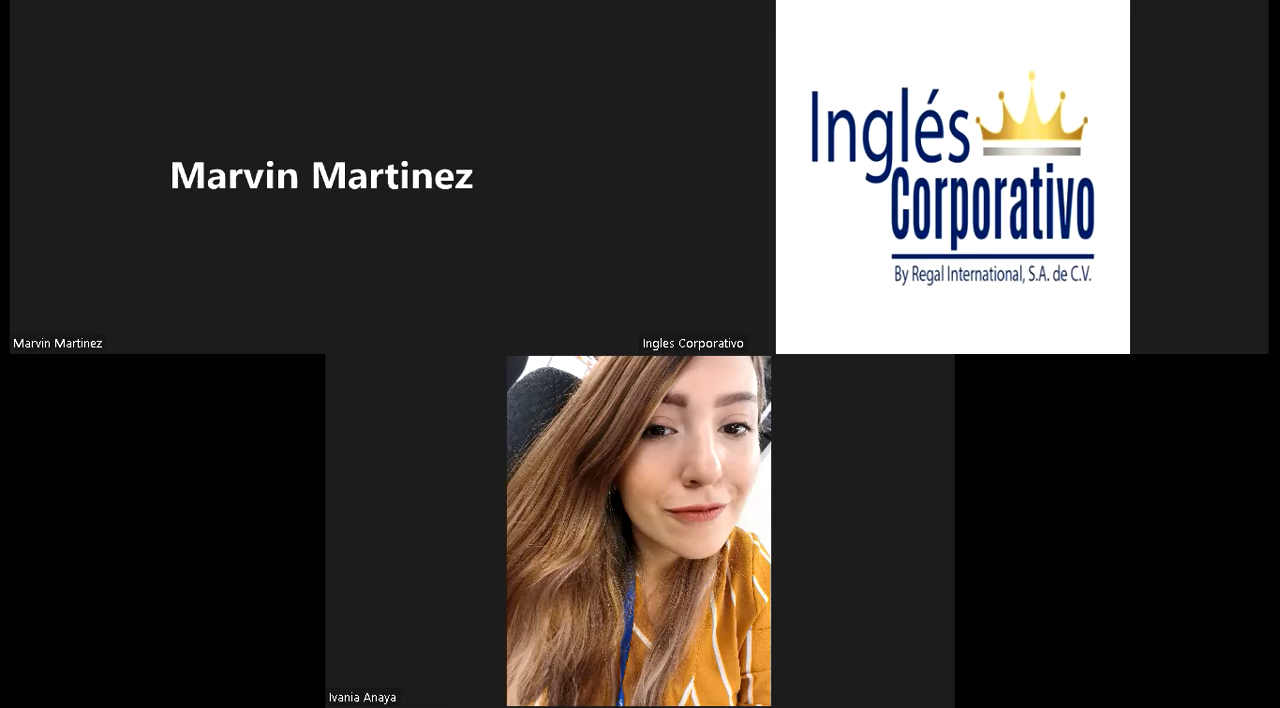 Marvin Martinez
Marvin Martinez
Inglés
Corporativo
By Regal International, S.A. de C.V.
Ingles Corporativo
Ivania Anaya